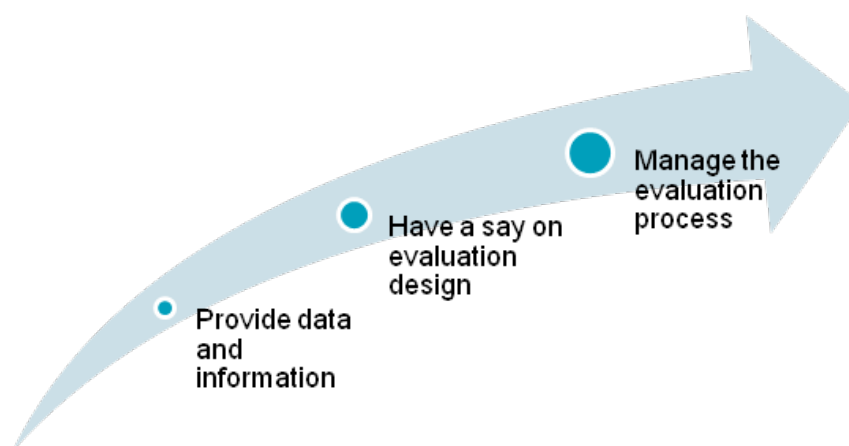 Manage the
evaluation
process
Have a say on
evaluation
design
Provide data
and
information